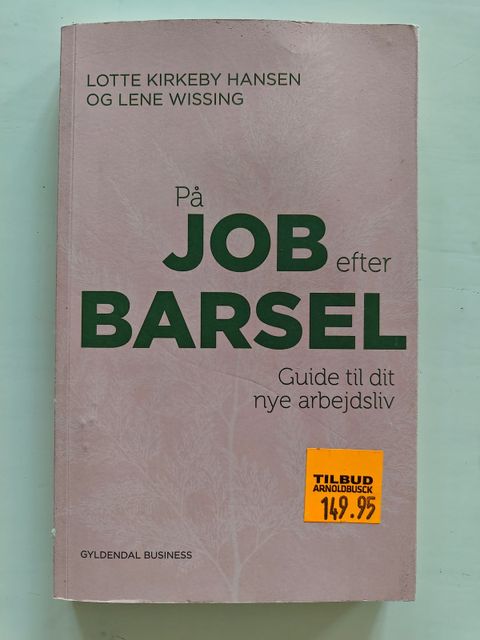 LOTTE KIRKEBY HANSEN
OG LENE WISSING
På
JOB efter
BARSEL
Guide til dit
nye arbejdsliv
TILBUD
ARNOLDBUSCK
149.95
GYLDENDAL BUSINESS